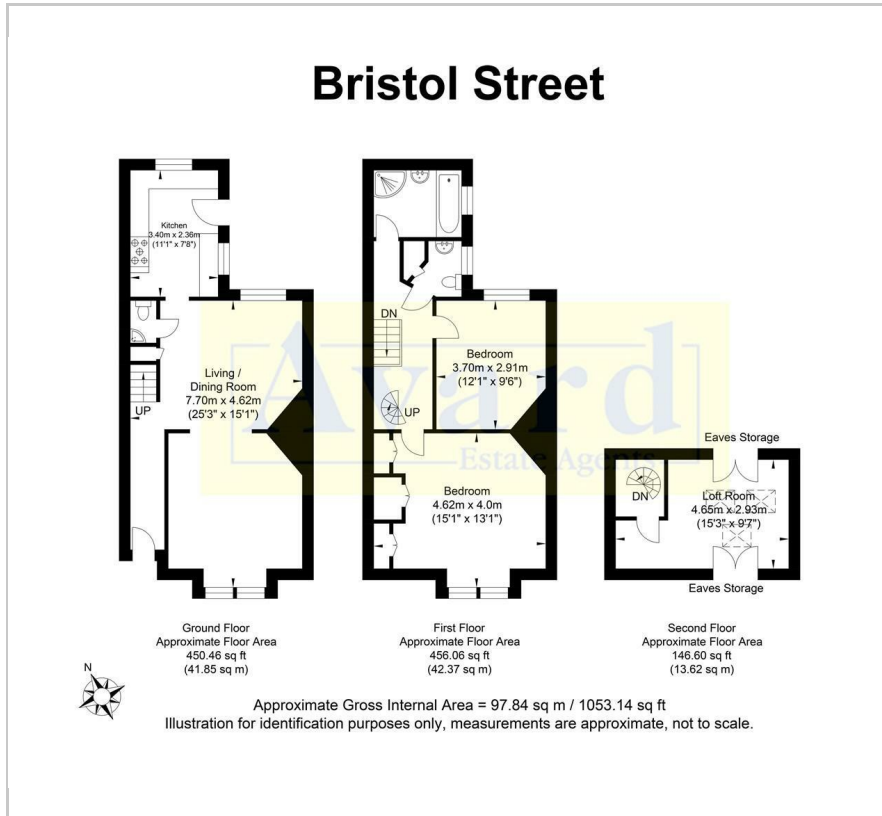 Bristol Street
Kitchen
3.40m x 2.36m
(11'1" x 7'8")
Living /
Dining Room
7.70m x 4.62m
(25'3" x 15'1")
UP
DN
Bedroom
3.70m x 2.91m
(12'1" x 9'6")
UP
Bedroom
4.62m x 4.0m
(15'1" x 13'1")
Avard
Estate Agents
Eaves Storage
DN
Loft Room
4.65m x 2.93m
(15'3" x 9'7")
Eaves Storage
Ground Floor
Approximate Floor Area
450.46 sq ft
(41.85 sq m)
First Floor
Approximate Floor Area
456.06 sq ft
(42.37 sq m)
Second Floor
Approximate Floor Area
146.60 sq ft
(13.62 sq m)
N
Approximate Gross Internal Area = 97.84 sq m / 1053.14 sq ft
Illustration for identification purposes only, measurements are approximate, not to scale.